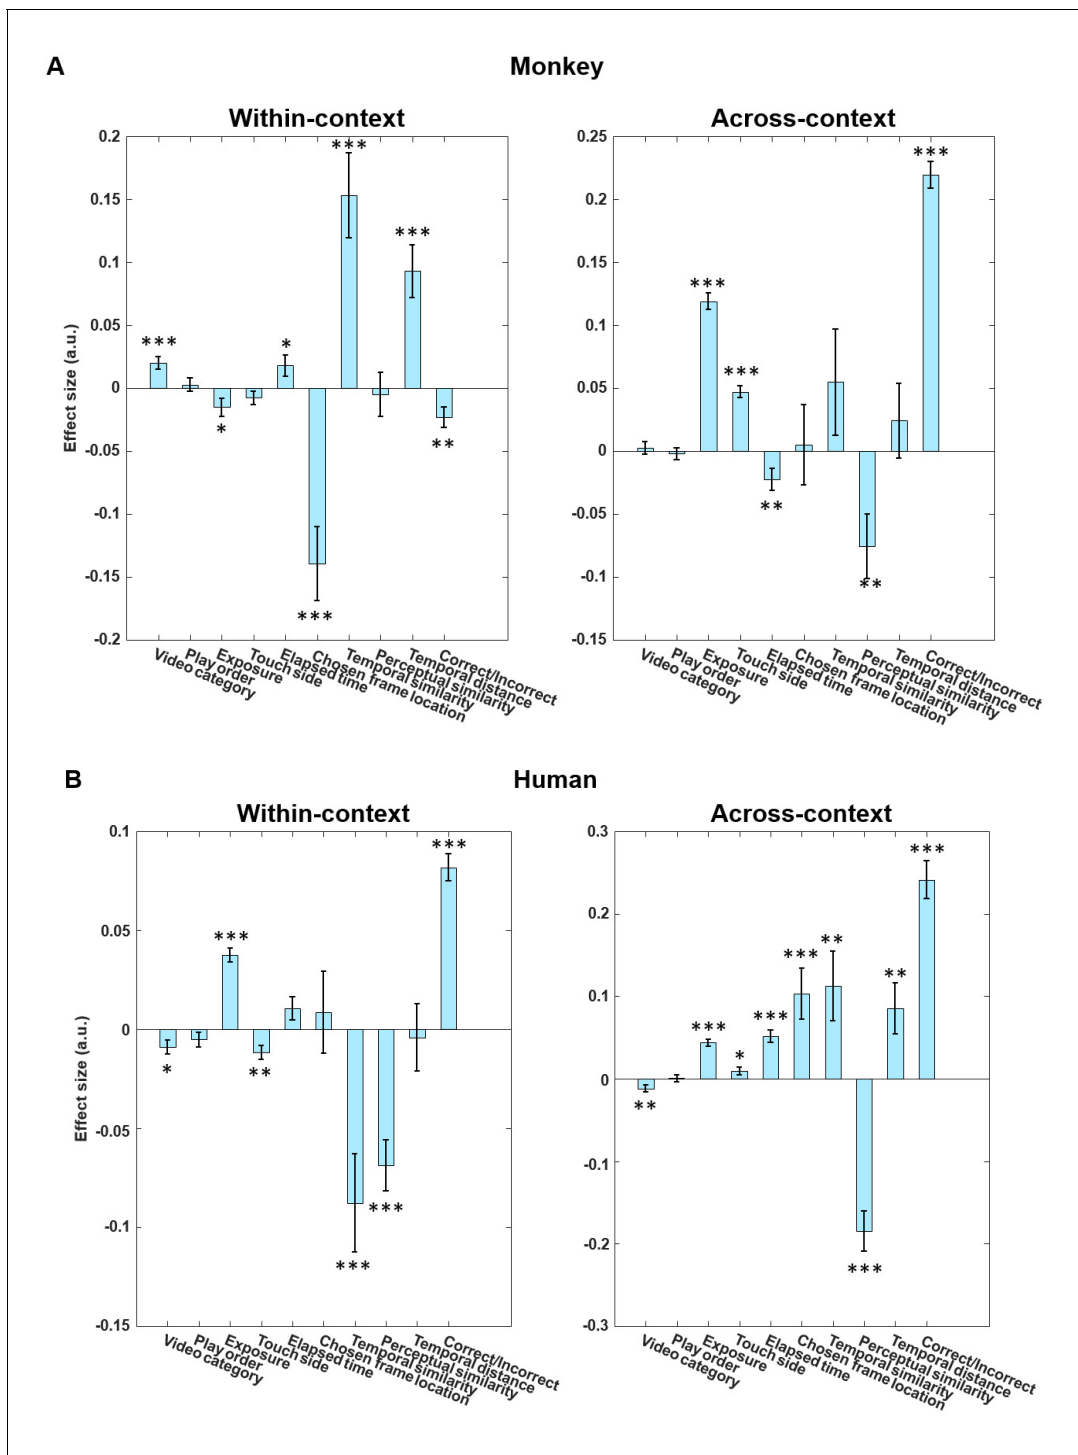 A
Monkey
Within-context
Across-context
0.2
0.15
0.1
0.05
0
-0.05
-0.1
-0.15
-0.2
Effect size (a.u.)
***
*
*
***
***
***
**
Video category
Play order
Exposure
Touch side
Elapsed time
Chosen frame location
Temporal similarity
Perceptual similarity
Temporal distance
Correct/Incorrect
0.25
0.2
0.15
0.1
0.05
0
-0.05
-0.1
-0.15
***
***
**
**
***
Video category
Play order
Exposure
Touch side
Elapsed time
Chosen frame location
Temporal similarity
Perceptual similarity
Temporal distance
Correct/Incorrect
B
Human
Within-context
Across-context
0.1
0.05
0
-0.05
-0.1
-0.15
Effect size (a.u.)
*
***
**
***
***
***
Video category
Play order
Exposure
Touch side
Elapsed time
Chosen frame location
Temporal similarity
Perceptual similarity
Temporal distance
Correct/Incorrect
0.3
0.2
0.1
0
-0.1
-0.2
-0.3
**
***
*
***
***
**
***
**
***
Video category
Play order
Exposure
Touch side
Elapsed time
Chosen frame location
Temporal similarity
Perceptual similarity
Temporal distance
Correct/Incorrect